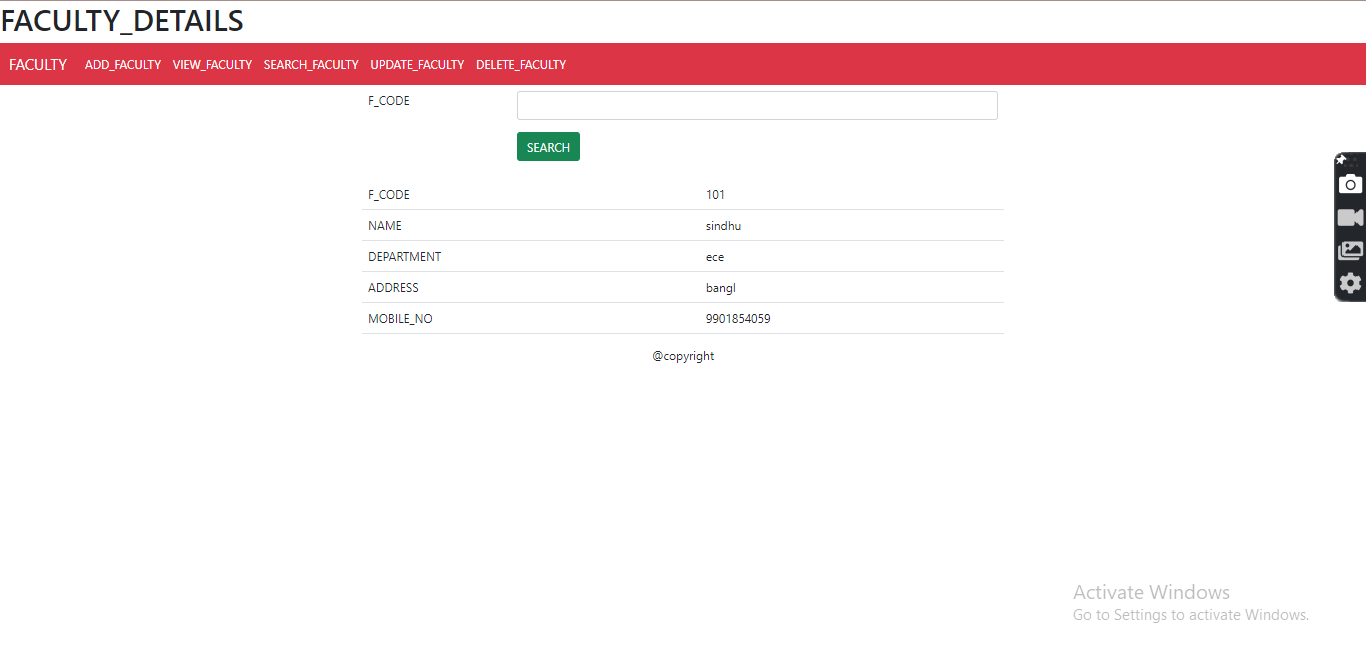 FACULTY_DETAILS
FACULTY ADD_FACULTY VIEW_FACULTY SEARCH_FACULTY UPDATE_FACULTY DELETE_FACULTY
F_CODE
SEARCH
F_CODE 101
NAME sindhu
DEPARTMENT ece
ADDRESS bangl
MOBILE_NO 9901854059
@copyright
Activate Windows
Go to Settings to activate Windows.